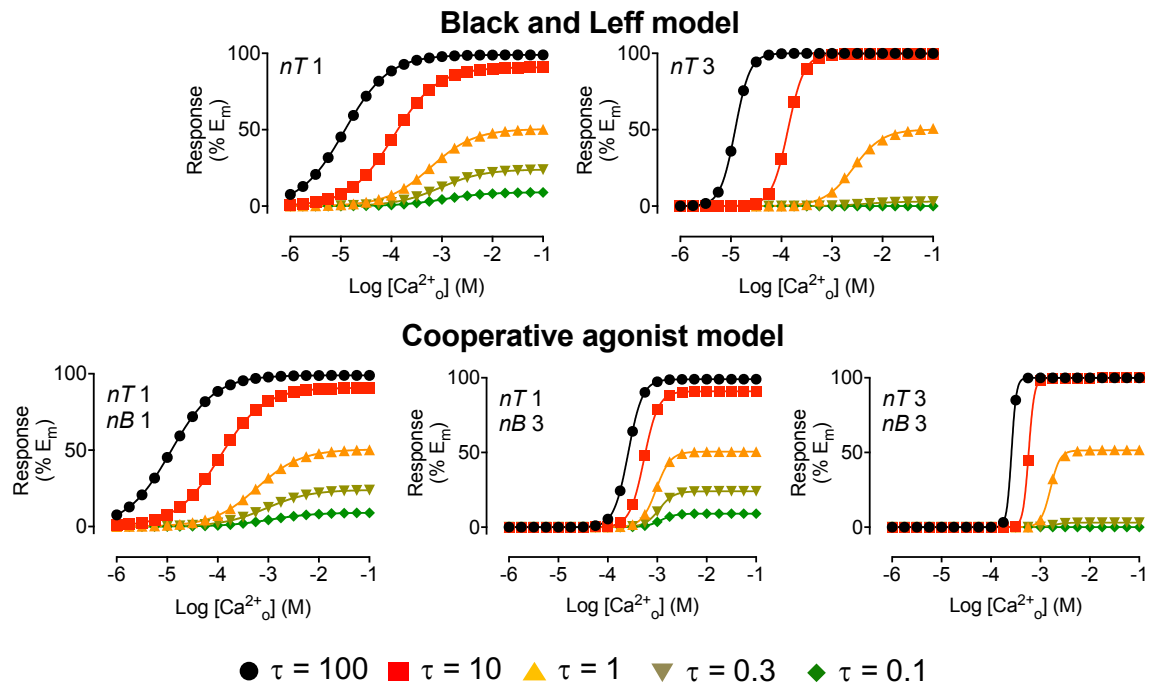 Black and Leff model
nT 1
100
50
0
Response
(% Em)
-6 -5 -4 -3 -2 -1
Log [Ca²⁺o] (M)
nT 3
100
50
0
Response
(% Em)
-6 -5 -4 -3 -2 -1
Log [Ca²⁺o] (M)
Cooperative agonist model
nT 1
nB 1
100
50
0
Response
(% Em)
-6 -5 -4 -3 -2 -1
Log [Ca²⁺o] (M)
nT 1
nB 3
100
50
0
Response
(% Em)
-6 -5 -4 -3 -2 -1
Log [Ca²⁺o] (M)
nT 3
nB 3
100
50
0
Response
(% Em)
-6 -5 -4 -3 -2 -1
Log [Ca²⁺o] (M)
τ = 100 τ = 10 τ = 1 τ = 0.3 τ = 0.1